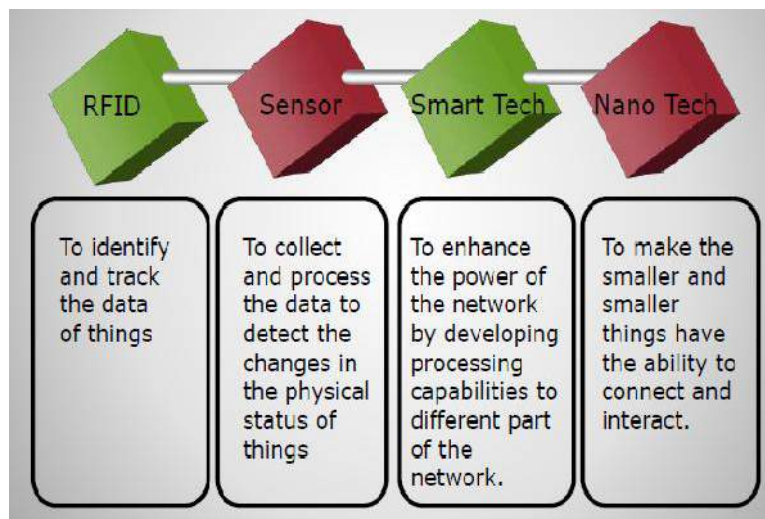 RFID
Sensor
Smart Tech
Nano Tech
To identify
and track
the data
of things
To collect
and process
the data to
detect the
changes in
the physical
status of
things
To enhance
the power of
the network
by developing
processing
capabilities to
different part
of the
network.
To make the
smaller and
smaller
things have
the ability to
connect and
interact.